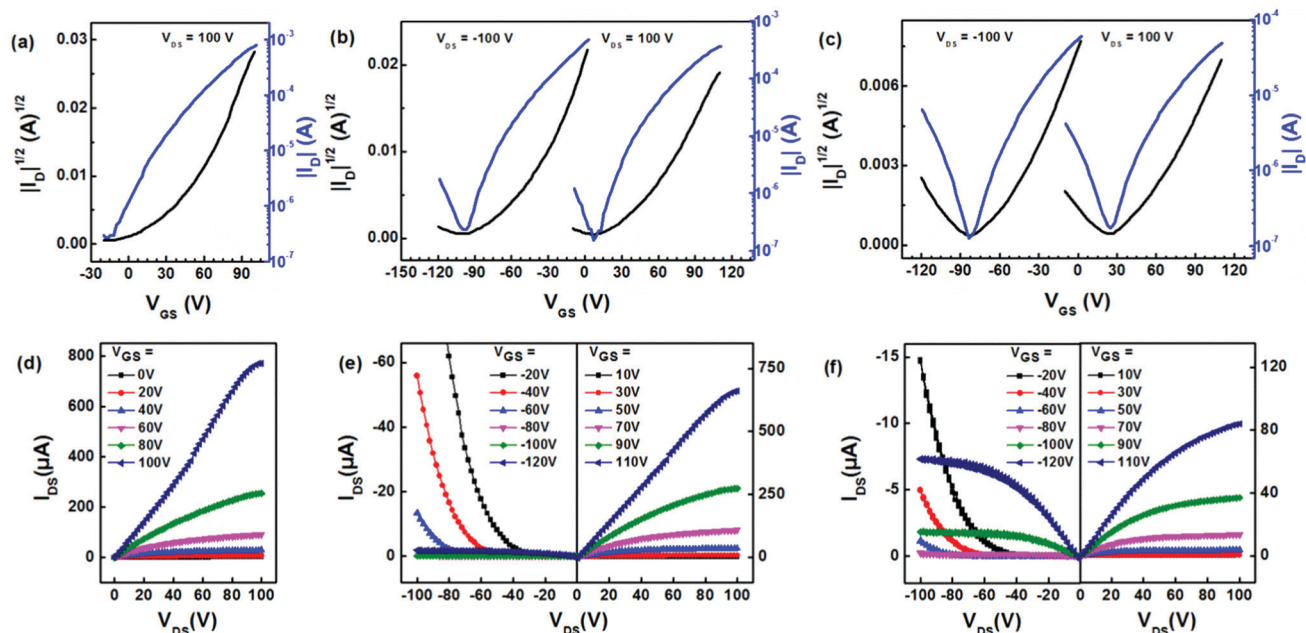 (a)
V_DS = 100 V
|I_D|^1/2 (A)^1/2
0.03
0.02
0.01
0.00
-30 0 30 60 90
V_GS (V)
10^-3
10^-4
10^-5
10^-6
10^-7
|I_D| (A)
(b)
V_DS = -100 V
V_DS = 100 V
|I_D|^1/2 (A)^1/2
0.02
0.01
0.00
-150 -120 -90 -60 -30 0 30 60 90 120
V_GS (V)
10^-3
10^-4
10^-5
10^-6
10^-7
|I_D| (A)
(c)
V_DS = -100 V
V_DS = 100 V
|I_D|^1/2 (A)^1/2
0.006
0.003
0.000
-120 -90 -60 -30 0 30 60 90 120
V_GS (V)
10^-4
10^-5
10^-6
10^-7
|I_D| (A)
(d)
V_GS =
0V
20V
40V
60V
80V
100V
I_DS(μA)
800
600
400
200
0
0 20 40 60 80 100
V_DS(V)
(e)
V_GS =
-20V
-40V
-60V
-80V
-100V
-120V
V_GS =
10V
30V
50V
70V
90V
110V
I_DS(μA)
-60
-40
-20
0
750
500
250
0
-100 -80 -60 -40 -20 0 20 40 60 80 100
V_DS(V)
V_DS(V)
(f)
V_GS =
-20V
-40V
-60V
-80V
-100V
-120V
V_GS =
10V
30V
50V
70V
90V
110V
I_DS(μA)
-15
-10
-5
0
120
80
40
0
-100 -80 -60 -40 -20 0 20 40 60 80 100
V_DS(V)
V_DS(V)